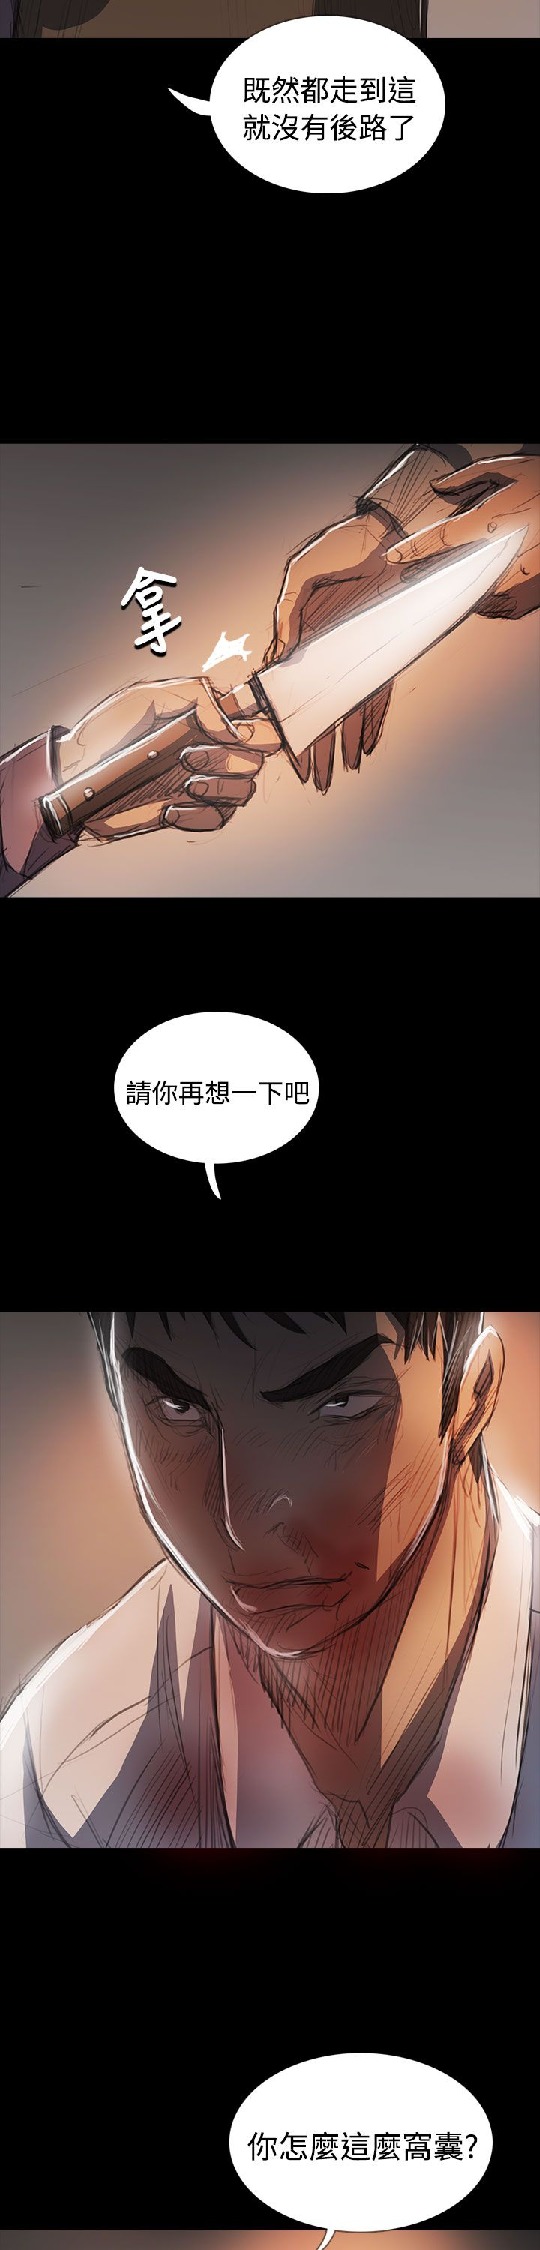 既然都走到這
就沒有後路了
拿
請你再想一下吧
你怎麼這麼窩囊?